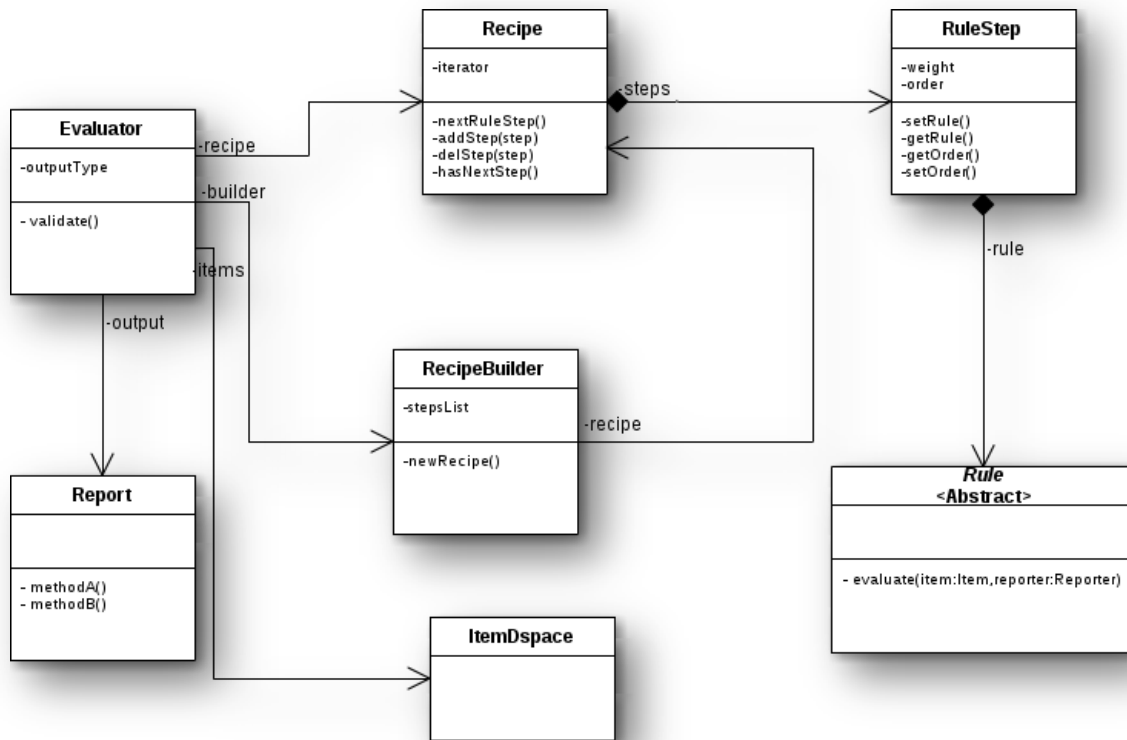 Recipe
-iterator
-nextRuleStep()
-addStep(step)
-delStep(step)
-hasNextStep()
-steps
RuleStep
-weight
-order
-setRule()
-getRule()
-getOrder()
-setOrder()
Evaluator
-outputType
- validate()
-recipe
-builder
-items
-output
-rule
RecipeBuilder
-stepsList
-newRecipe()
-recipe
Report
- methodA()
- methodB()
Rule
<Abstract>
- evaluate(item:Item,reporter:Reporter)
ItemDspace